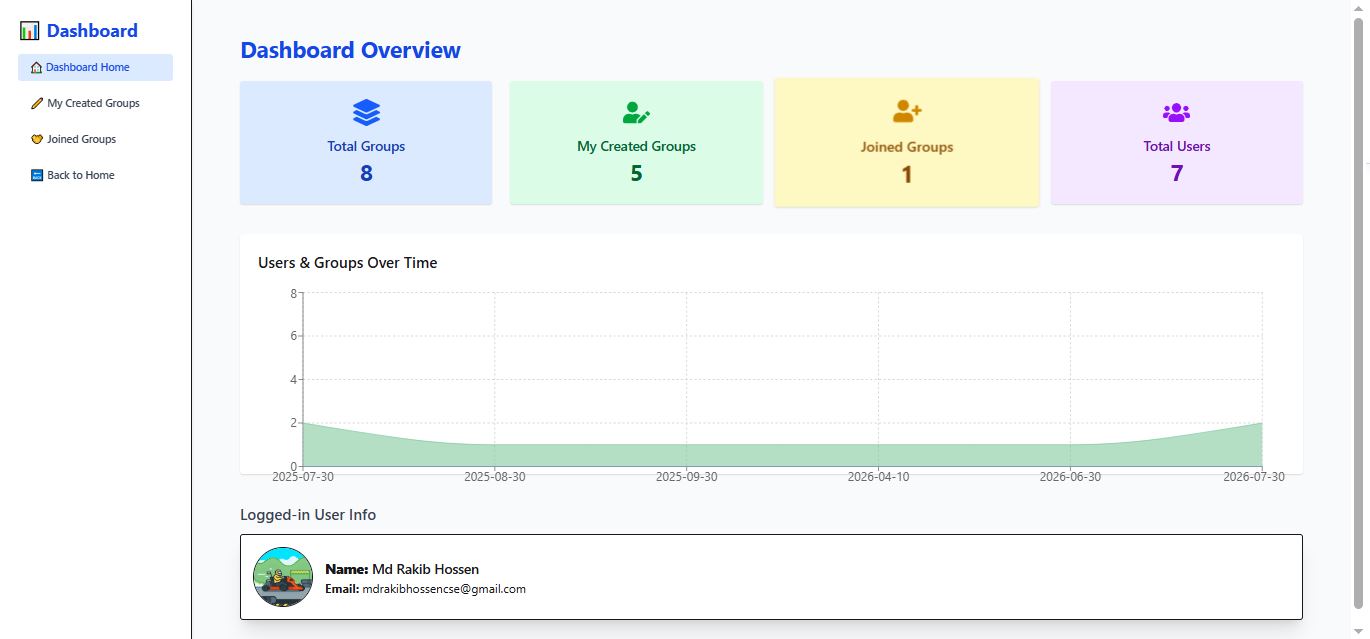 Dashboard
Dashboard Home
My Created Groups
Joined Groups
Back to Home
Dashboard Overview
Total Groups
8
My Created Groups
5
Joined Groups
1
Total Users
7
Users & Groups Over Time
8
6
4
2
0
2025-07-30 2025-08-30 2025-09-30 2026-04-10 2026-06-30 2026-07-30
Logged-in User Info
Name: Md Rakib Hossen
Email: mdrakibhossencse@gmail.com